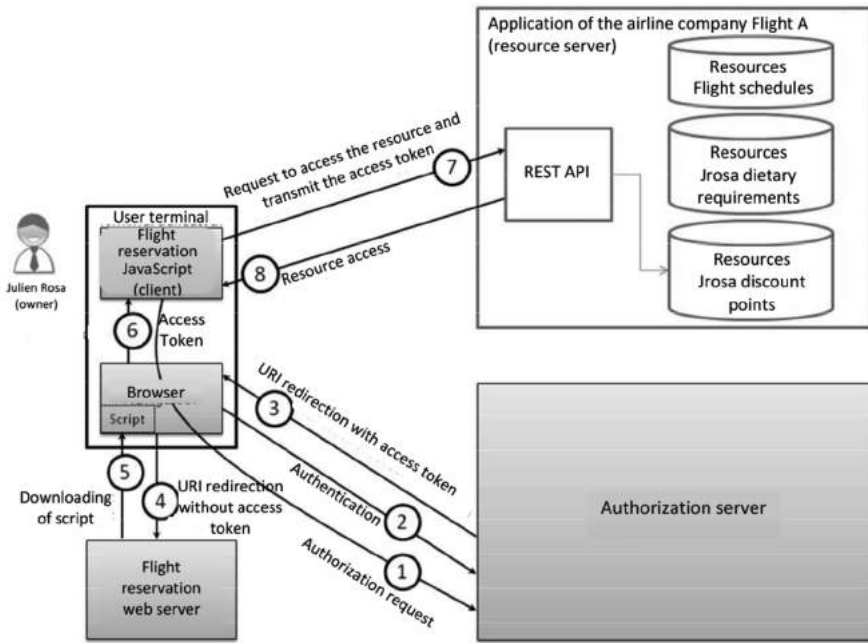 Application of the airline company Flight A
(resource server)
Resources
Flight schedules
Request to access the resource and
transmit the access token
7
REST API
Resources
Jrosa dietary
requirements
User terminal
Flight
reservation
JavaScript
(client)
8
Resource access
Resources
Jrosa discount
points
Julien Rosa
(owner)
6
Access
Token
Browser
Script
3
URI redirection with access token
5
4
URI redirection
without access
token
Downloading
of script
Authentication
2
Authorization server
1
Authorization request
Flight
reservation
web server